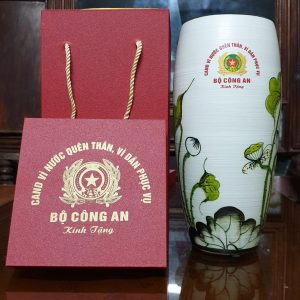 CAND VÌ NƯỚC QUÊN THÂN, VÌ DÂN PHỤC VỤ
BỘ CÔNG AN
Kính Tặng
CAND VÌ NƯỚC QUÊN THÂN, VÌ DÂN PHỤC VỤ
BỘ CÔNG AN
Kính Tặng